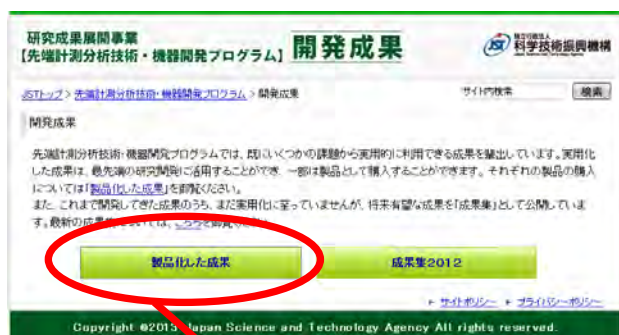 研究成果展開事業
【先端計測分析技術・機器開発プログラム】 開発成果
JST 独立行政法人 科学技術振興機構
JSTトップ > 先端計測分析技術・機器開発プログラム > 開発成果 サイト内検索 検索
開発成果
先端計測分析技術・機器開発プログラムでは、既にいくつかの課題から実用的に利用できる成果を輩出しています。実用化
した成果は、最先端の研究開発に活用することができ、一部は製品として購入することができます。それぞれの製品の購入
については「製品化した成果」を御覧ください。
また、これまで開発してきた成果のうち、まだ実用化に至っていませんが、将来有望な成果を「成果集」として公開していま
す。最新の成果集については、こちらを御覧ください。
製品化した成果 成果集2012
サイトポリシー プライバシーポリシー
Copyright ©2013 Japan Science and Technology Agency All rights reserved.